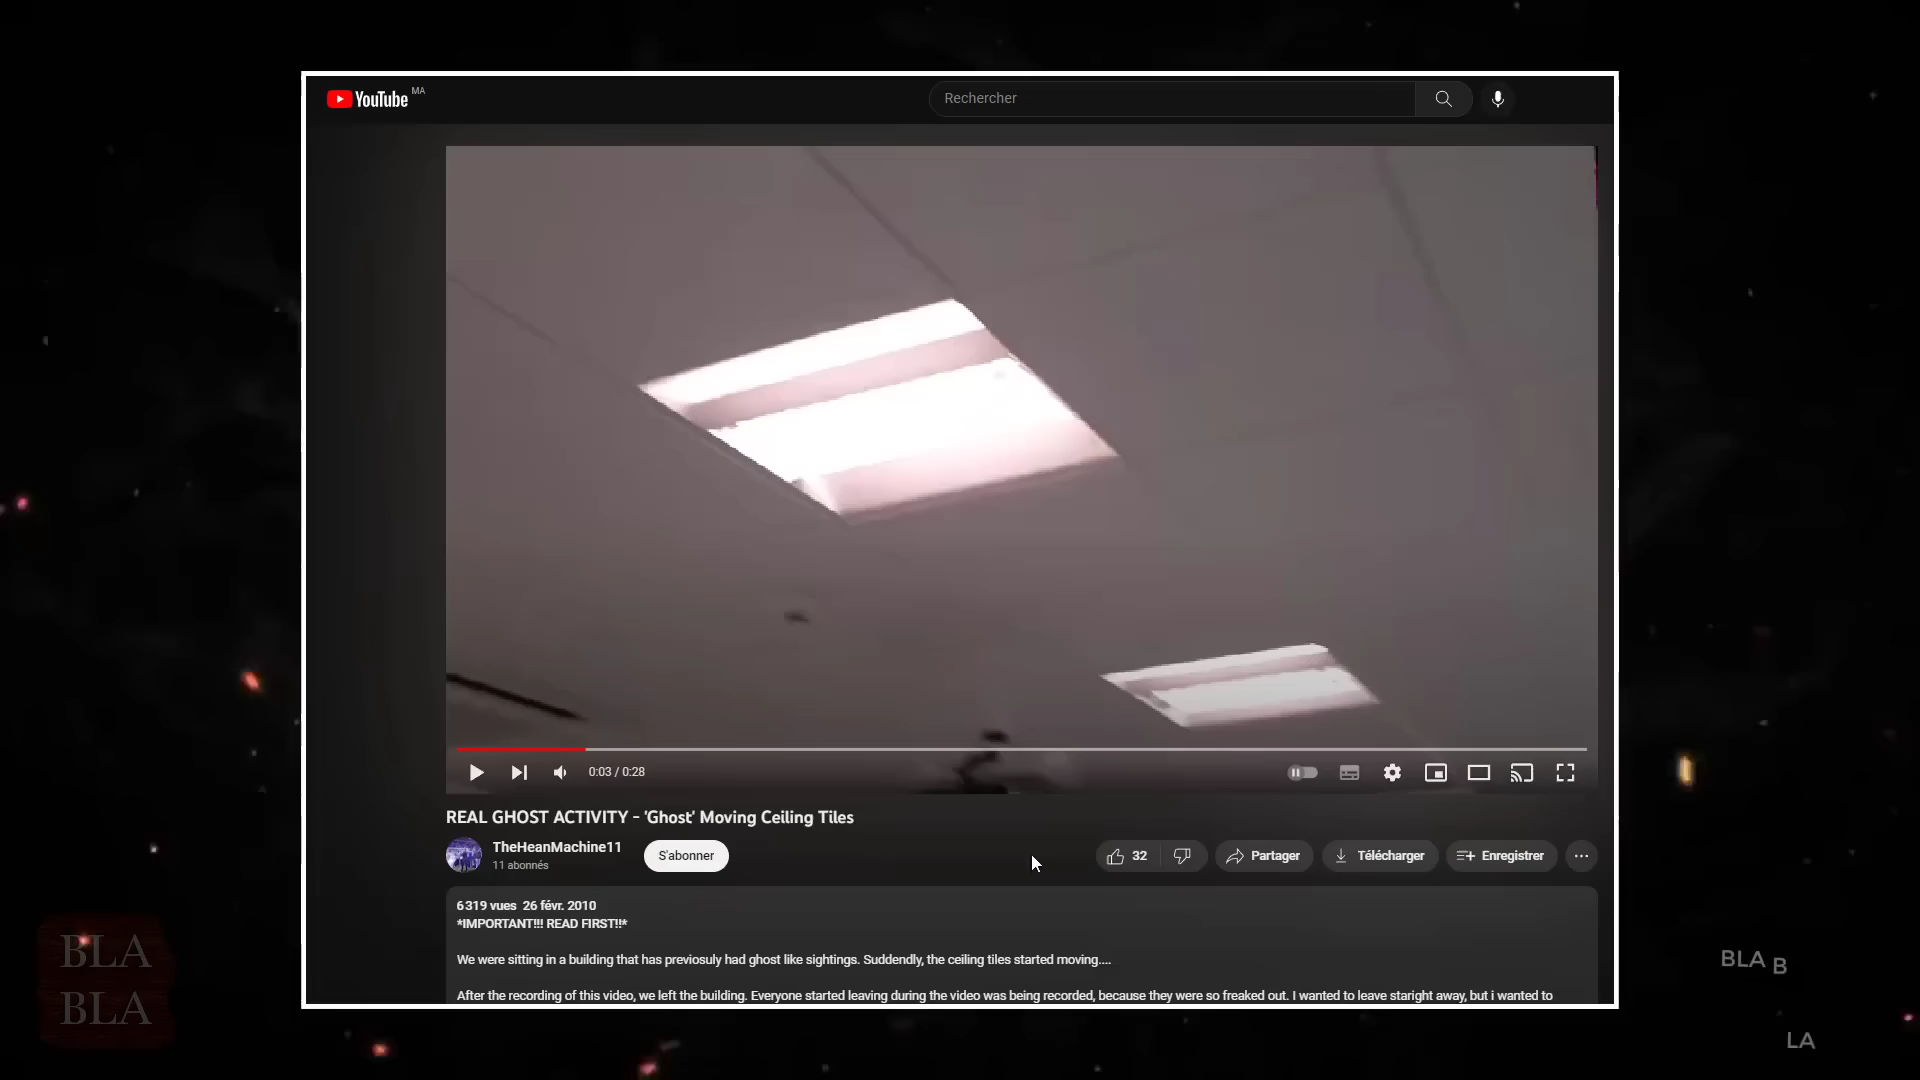 YouTube MA
Rechercher
0:03 / 0:28
REAL GHOST ACTIVITY - 'Ghost' Moving Ceiling Tiles
TheHeanMachine11
11 abonnés
S'abonner
32
Partager
Télécharger
Enregistrer
6 319 vues 26 févr. 2010
*IMPORTANT!!! READ FIRST!!*
We were sitting in a building that has previosuly had ghost like sightings. Suddendly, the ceiling tiles started moving....
After the recording of this video, we left the building. Everyone started leaving during the video was being recorded, because they were so freaked out. I wanted to leave staright away, but i wanted to
BLA
BLA
BLA B
LA